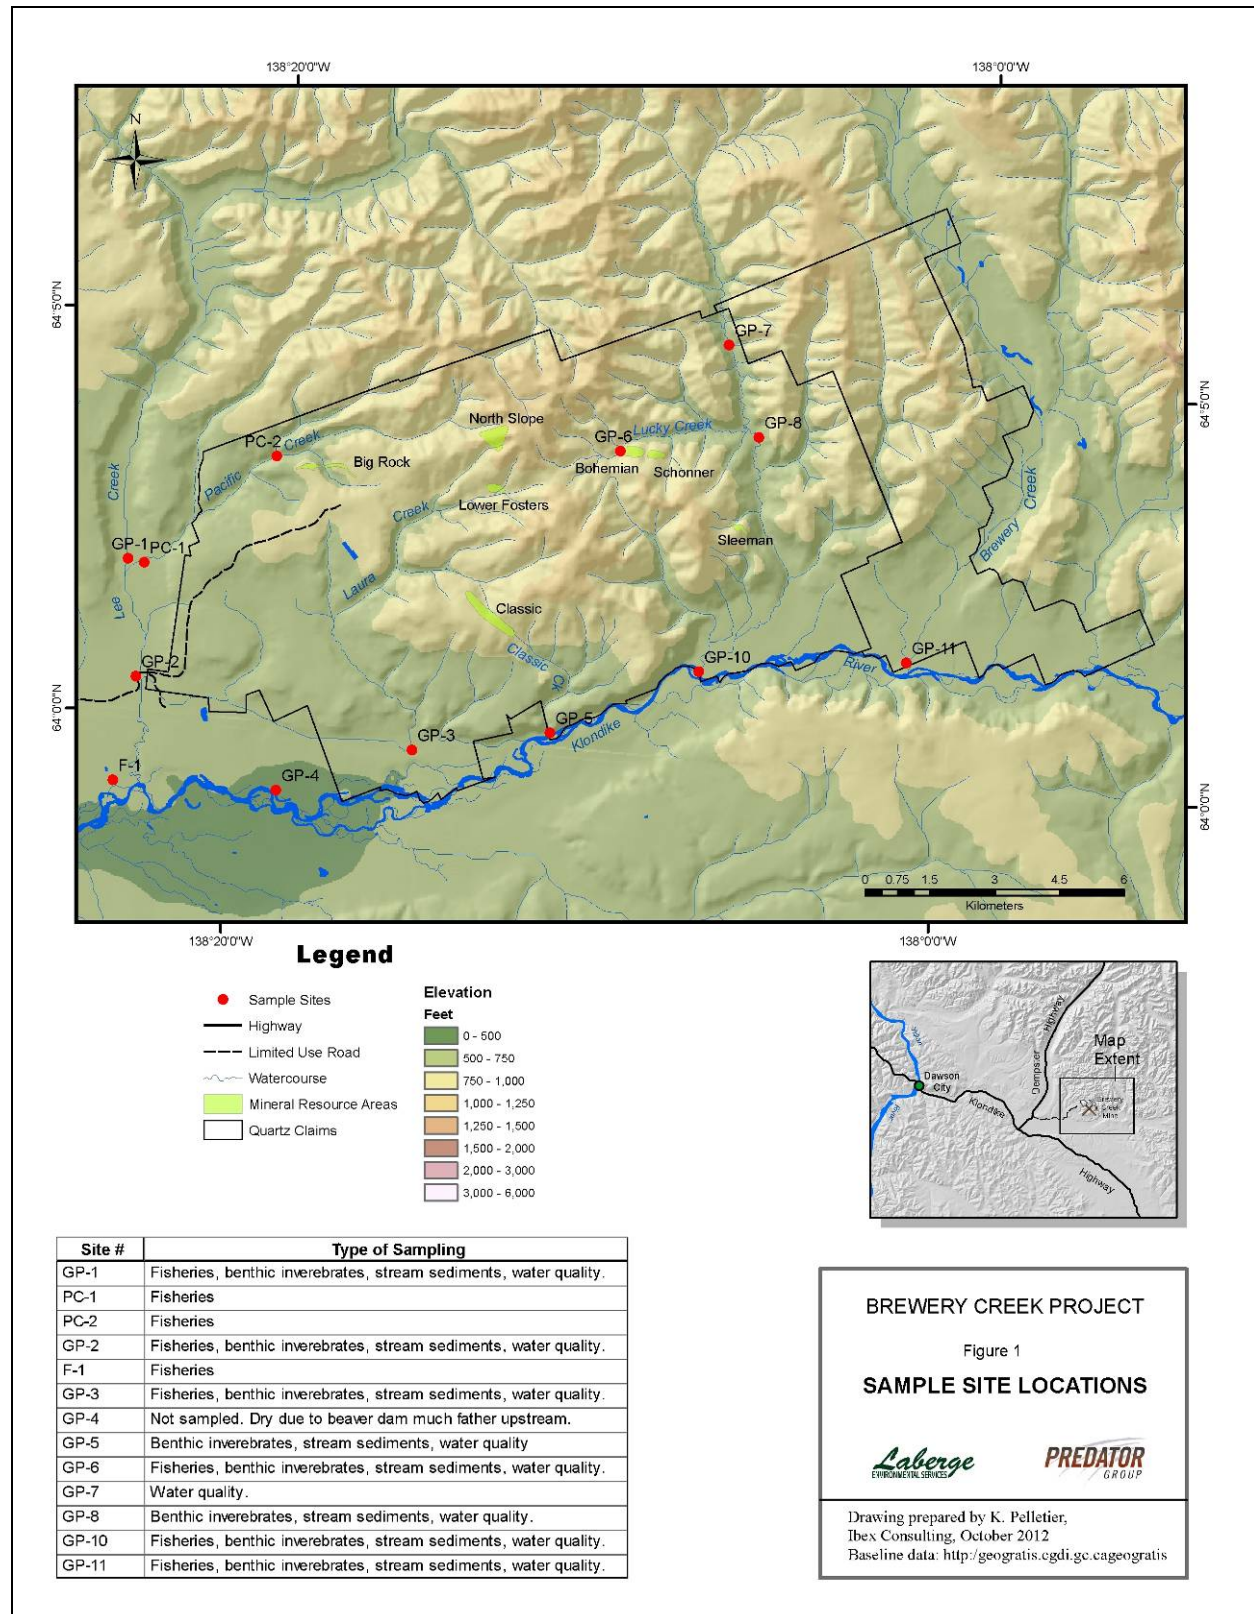 138°20'0"W
138°0'0"W
N
64°5'0"N
64°5'0"N
GP-7
North Slope
Lucky Creek
GP-8
GP-6
PC-2
Creek
Big Rock
Bohemian
Schonner
Pacific
Creek
Lower Fosters
Creek
Creek
Sleeman
Brewery
GP-1
PC-1
Laura
Lee
Classic
Classic Ck
GP-2
GP-10
River
GP-11
64°0'0"N
GP-5
Klondike
GP-3
F-1
GP-4
64°0'0"N
0 0.75 1.5 3 4.5 6
Kilometers
138°20'0"W
138°0'0"W
Legend
Sample Sites
Highway
Limited Use Road
Watercourse
Mineral Resource Areas
Quartz Claims
Elevation
Feet
0 - 500
500 - 750
750 - 1,000
1,000 - 1,250
1,250 - 1,500
1,500 - 2,000
2,000 - 3,000
3,000 - 6,000
Highway
Dempster
Map
Extent
Dawson
City
Klondike
Brewery
Creek
Mine
River
Highway
Site # Type of Sampling
GP-1 Fisheries, benthic inverebrates, stream sediments, water quality.
PC-1 Fisheries
PC-2 Fisheries
GP-2 Fisheries, benthic inverebrates, stream sediments, water quality.
F-1 Fisheries
GP-3 Fisheries, benthic inverebrates, stream sediments, water quality.
GP-4 Not sampled. Dry due to beaver dam much father upstream.
GP-5 Benthic inverebrates, stream sediments, water quality
GP-6 Fisheries, benthic inverebrates, stream sediments, water quality.
GP-7 Water quality.
GP-8 Benthic inverebrates, stream sediments, water quality.
GP-10 Fisheries, benthic inverebrates, stream sediments, water quality.
GP-11 Fisheries, benthic inverebrates, stream sediments, water quality.
BREWERY CREEK PROJECT
Figure 1
SAMPLE SITE LOCATIONS
Laberge
ENVIRONMENTAL SERVICES
PREDATOR
GROUP
Drawing prepared by K. Pelletier,
Ibex Consulting, October 2012
Baseline data: http:/geogratis.cgdi.gc.cageogratis